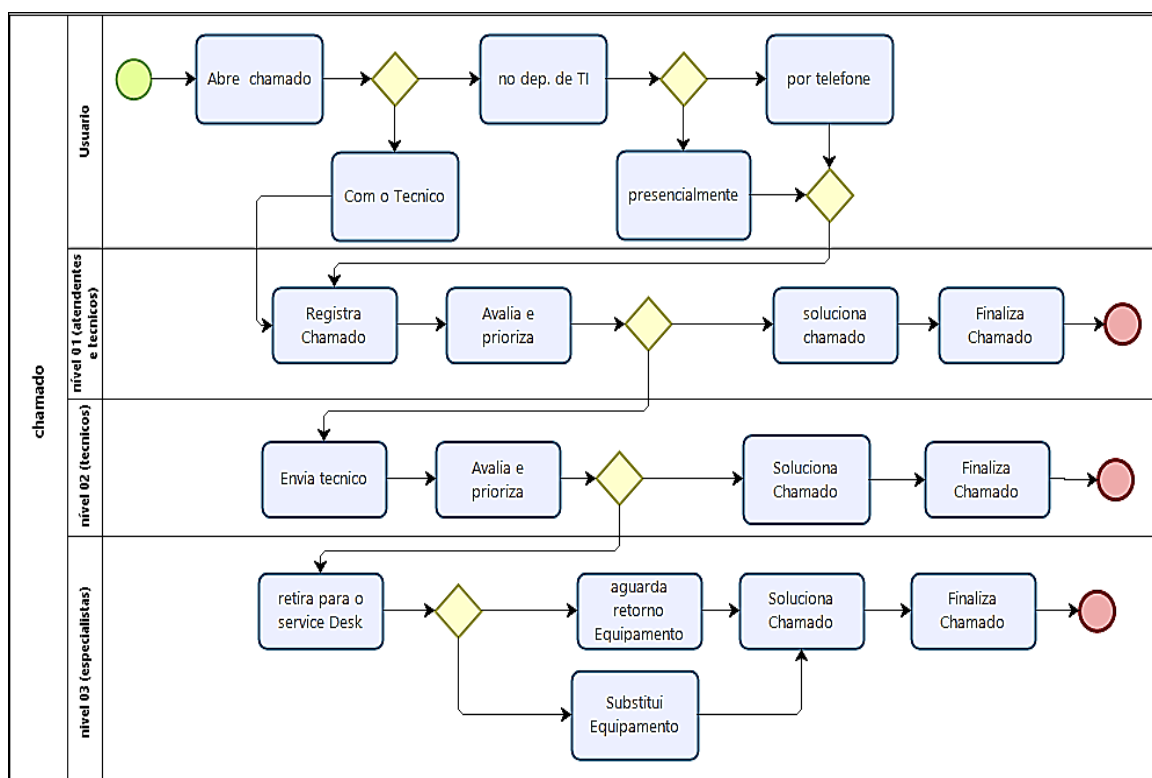 chamado
Usuario
Abre chamado
no dep. de TI
por telefone
Com o Tecnico
presencialmente
nível 01 (atendentes
e tecnicos)
Registra
Chamado
Avalia e
prioriza
soluciona
chamado
Finaliza
Chamado
nível 02 (tecnicos)
Envia tecnico
Avalia e
prioriza
Soluciona
Chamado
Finaliza
Chamado
nivel 03 (especialistas)
retira para o
service Desk
aguarda
retorno
Equipamento
Soluciona
Chamado
Finaliza
Chamado
Substitui
Equipamento